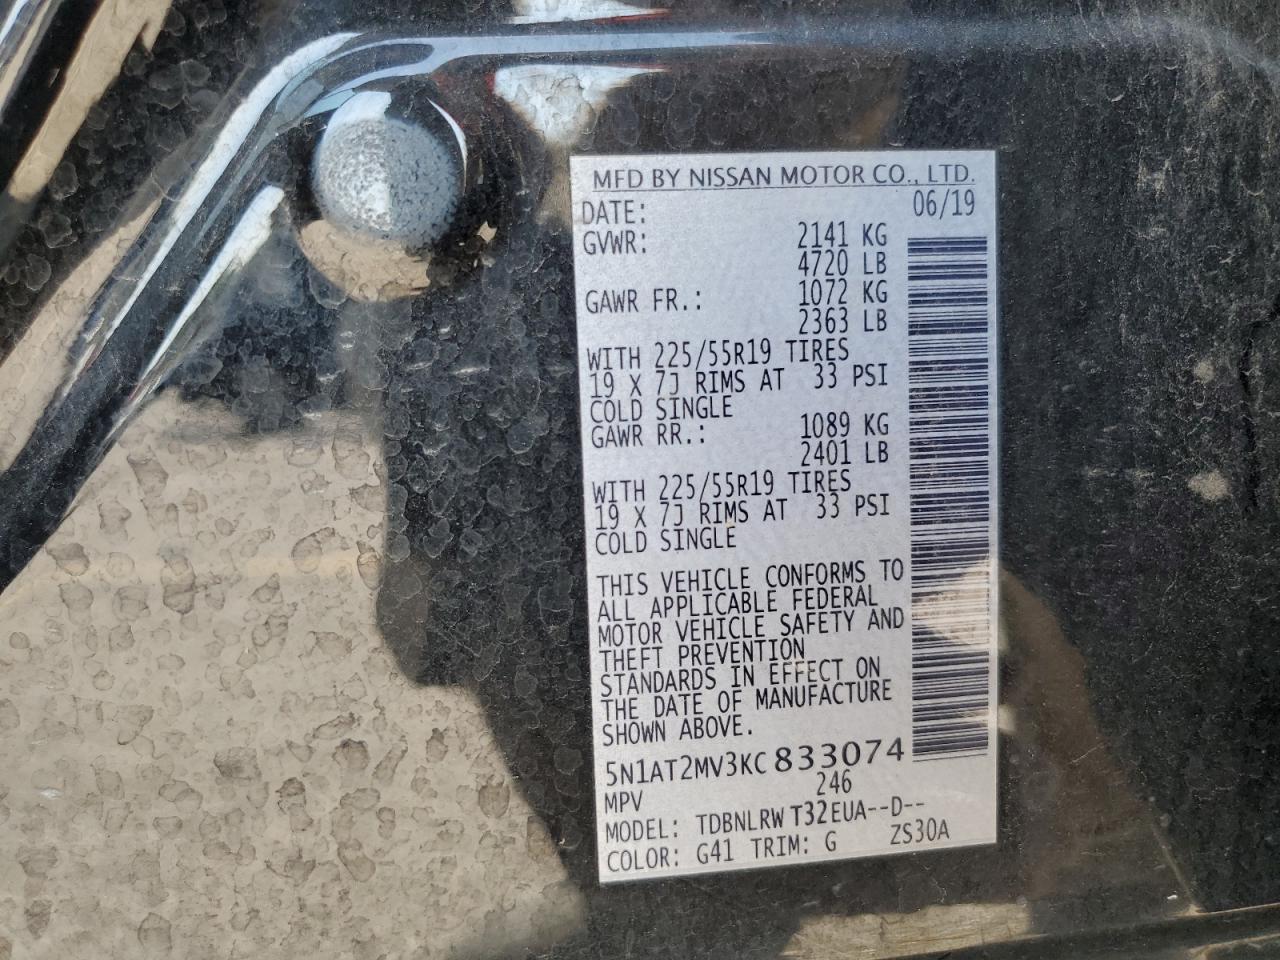 MFD BY NISSAN MOTOR CO., LTD.
DATE: 06/19
GVWR: 2141 KG
4720 LB
GAWR FR.: 1072 KG
2363 LB
WITH 225/55R19 TIRES
19 X 7J RIMS AT 33 PSI
COLD SINGLE
GAWR RR.: 1089 KG
2401 LB
WITH 225/55R19 TIRES
19 X 7J RIMS AT 33 PSI
COLD SINGLE
THIS VEHICLE CONFORMS TO
ALL APPLICABLE FEDERAL
MOTOR VEHICLE SAFETY AND
THEFT PREVENTION
STANDARDS IN EFFECT ON
THE DATE OF MANUFACTURE
SHOWN ABOVE.
5N1AT2MV3KC833074
MPV 246
MODEL: TDBNLRW T32EUA--D--
COLOR: G41 TRIM: G ZS30A